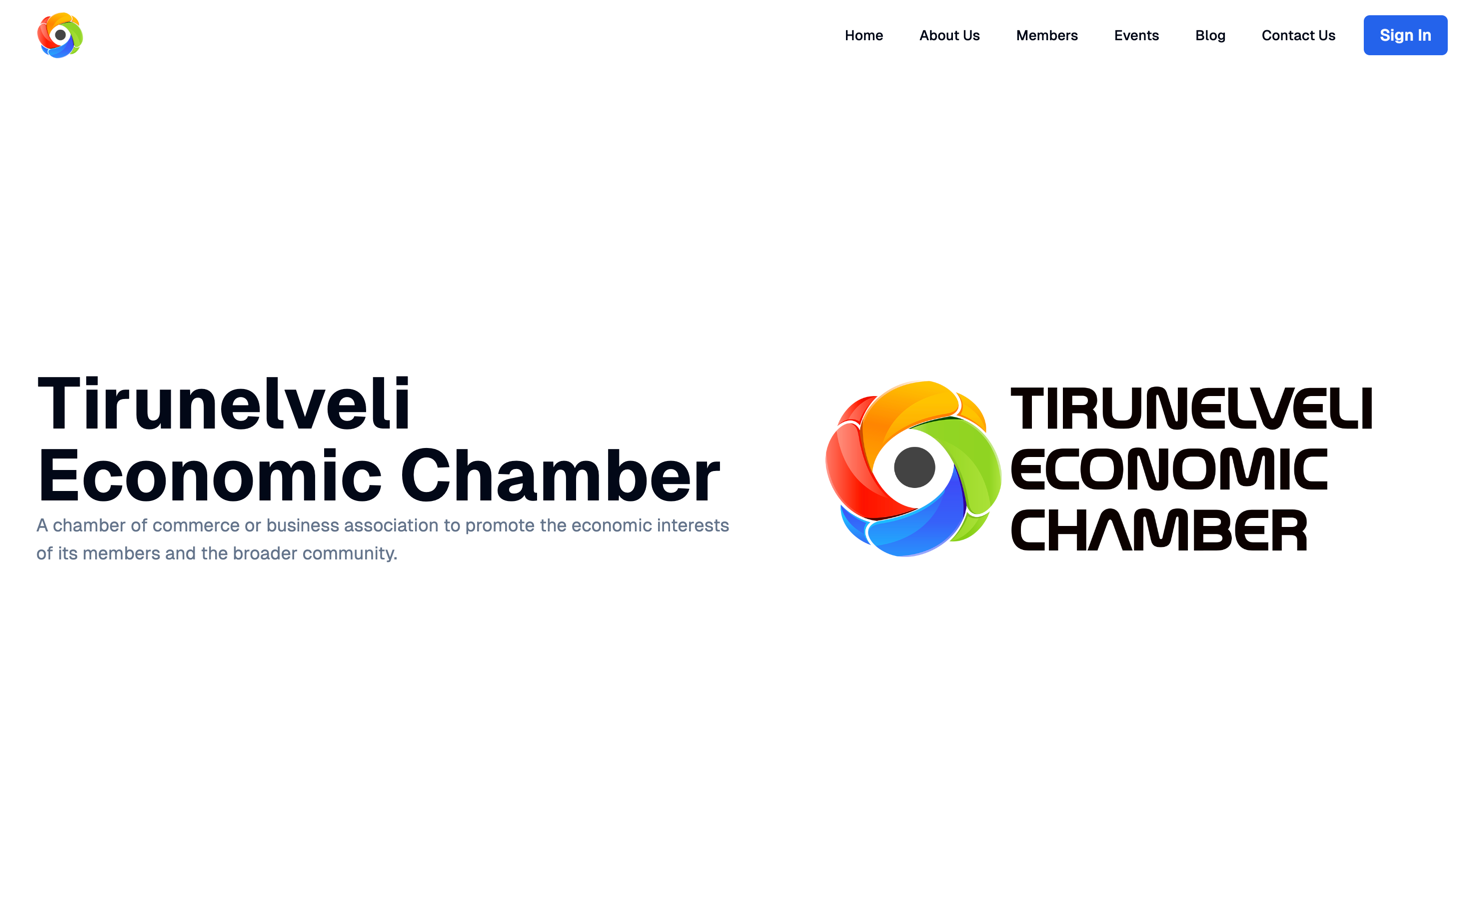 Home About Us Members Events Blog Contact Us Sign In
Tirunelveli
Economic Chamber
A chamber of commerce or business association to promote the economic interests
of its members and the broader community.
TIRUNELVELI
ECONOMIC
CHAMBER